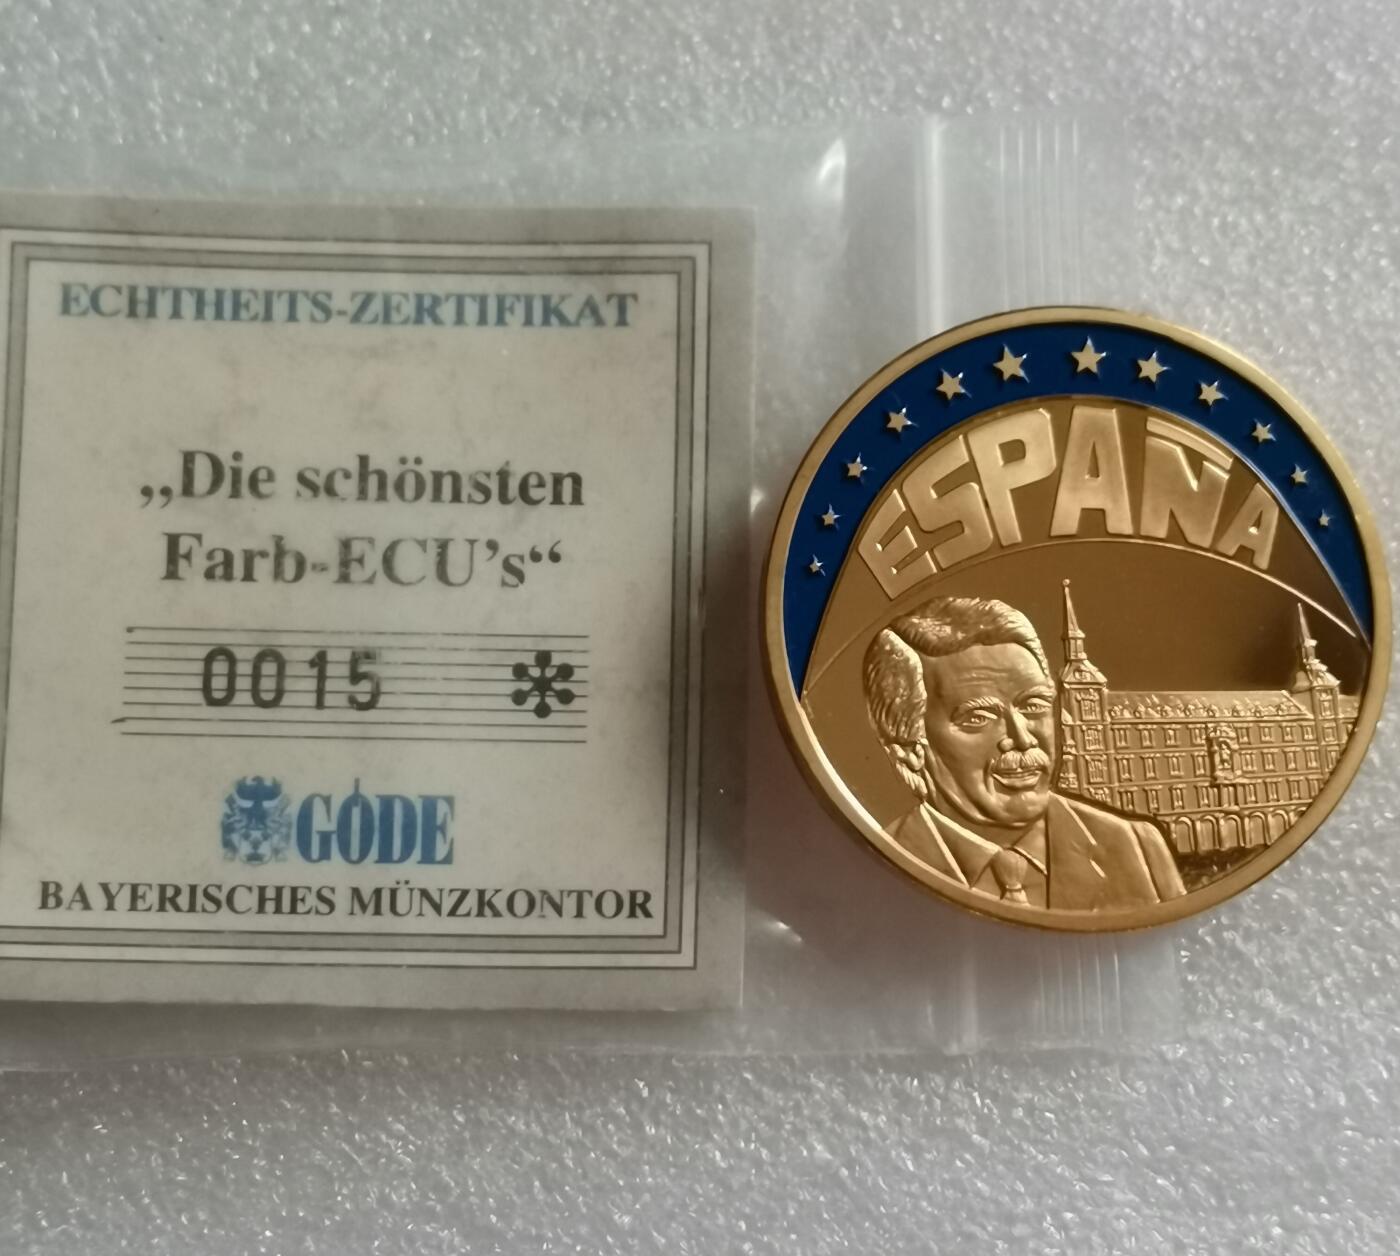 ECHTHEITS-ZERTIFIKAT
„Die schönsten
Farb-ECU’s“
0015
GÖDE
BAYERISCHES MÜNZKONTOR
ESPAÑA